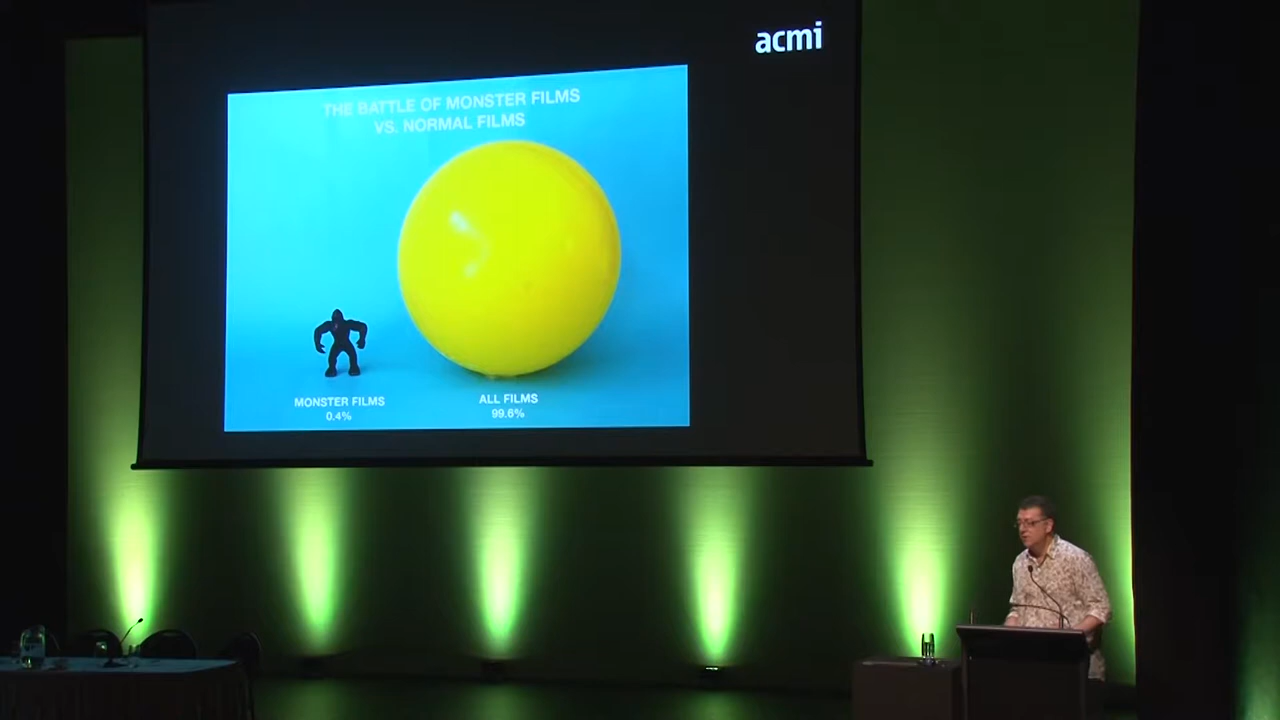 acmi
THE BATTLE OF MONSTER FILMS
VS. NORMAL FILMS
MONSTER FILMS
0.4%
ALL FILMS
99.6%